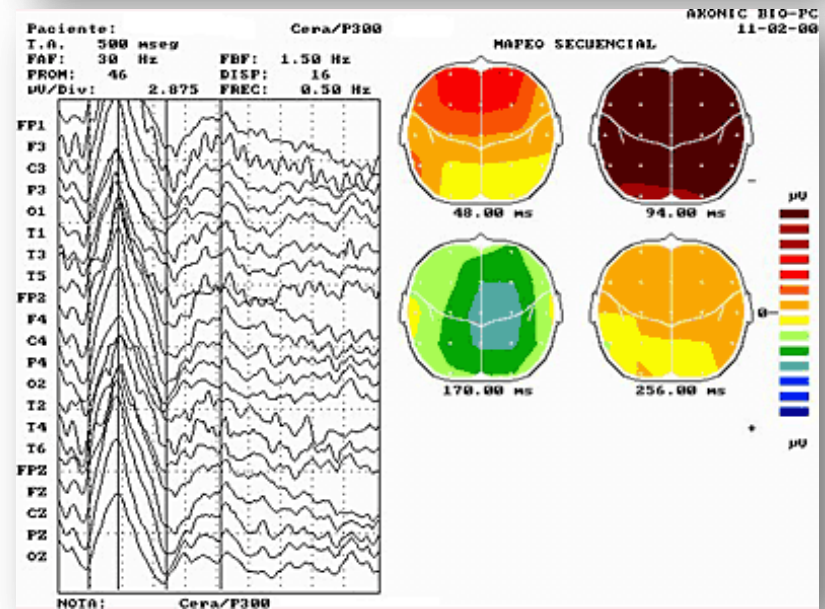 AKONIC BIO-PC
11-02-00
Paciente: Cera/P300
T.A. 500 mseg
FAF: 30 Hz FBF: 1.50 Hz
PROM: 46 DISP: 16
µV/Div: 2.875 FREC: 0.50 Hz
MAPEO SECUENCIAL
FP1
F3
C3
P3
O1
T1
T3
T5
FP2
F4
C4
P4
O2
T2
T4
T6
FPZ
FZ
CZ
PZ
OZ
48.00 ms
94.00 ms
170.00 ms
256.00 ms
-
µV
0-
+
µV
NOTA: Cera/P300